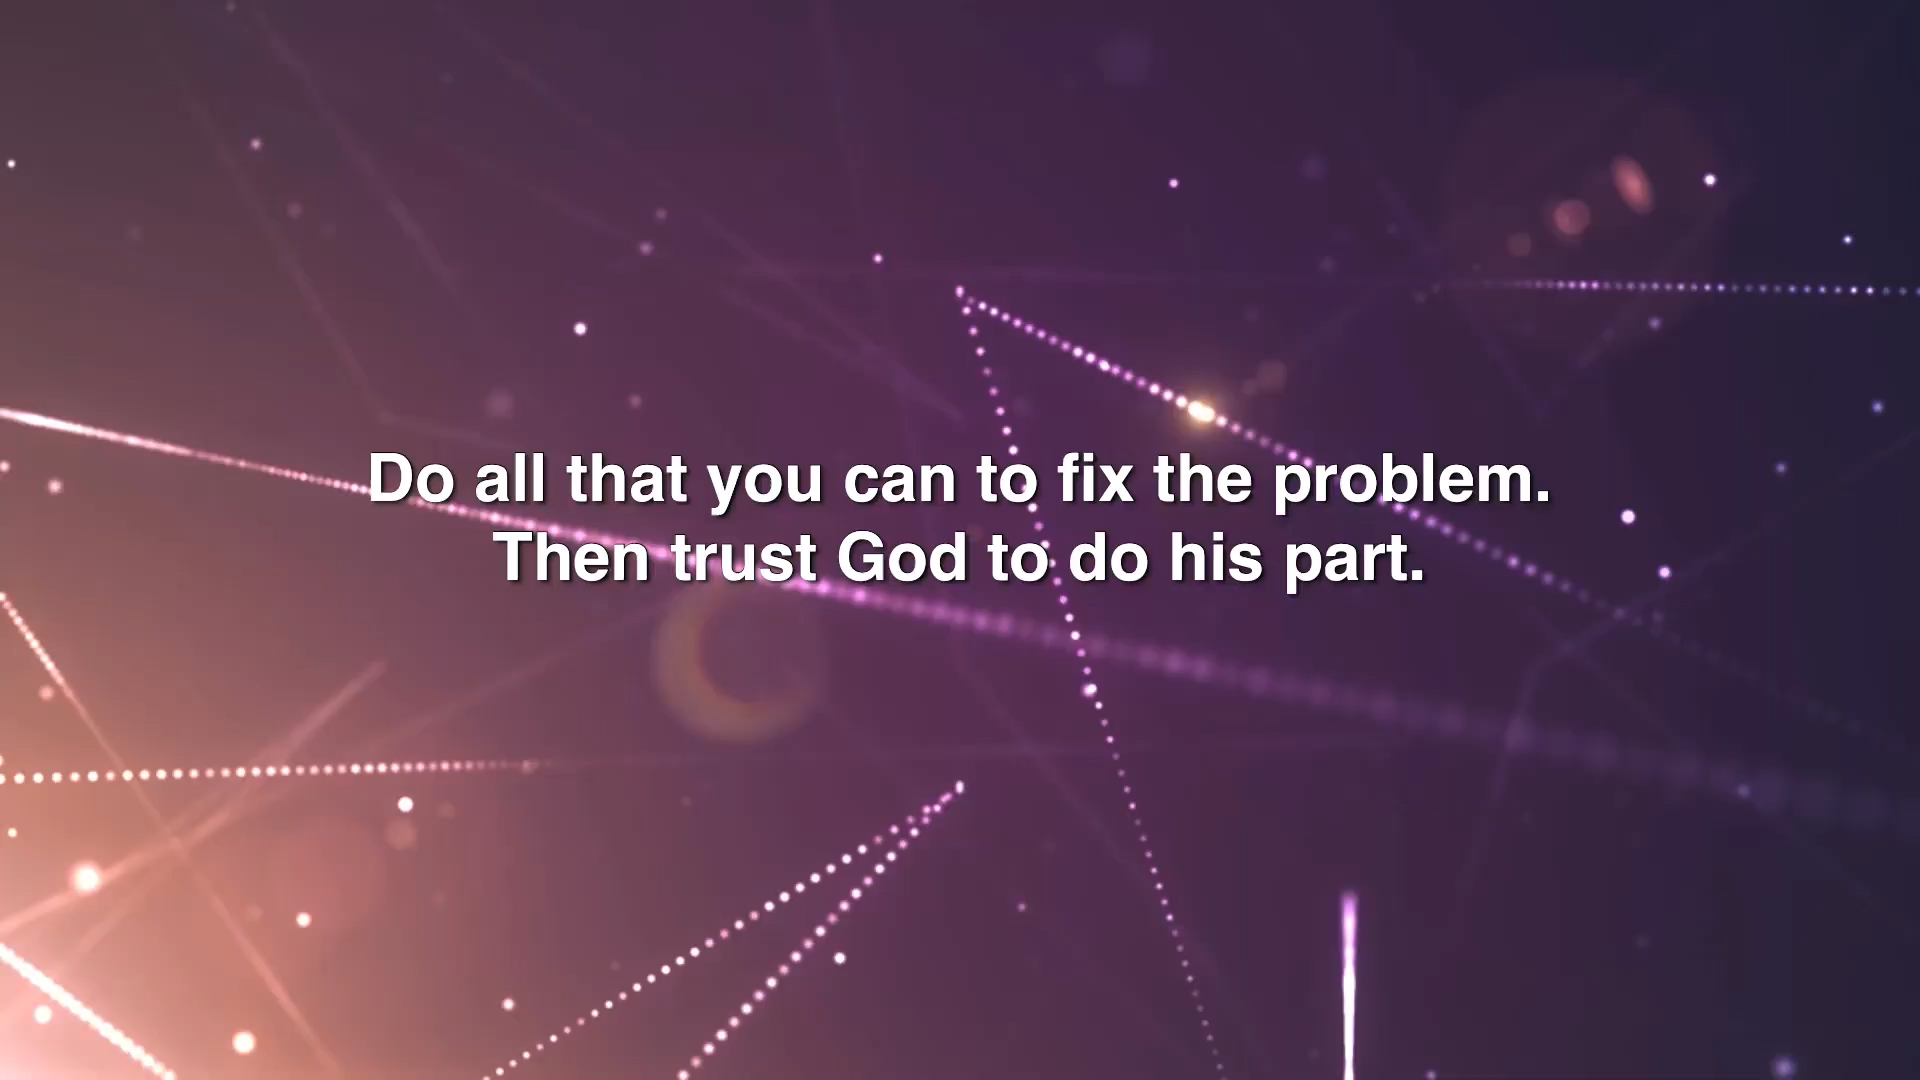 Do all that you can to fix the problem.
Then trust God to do his part.